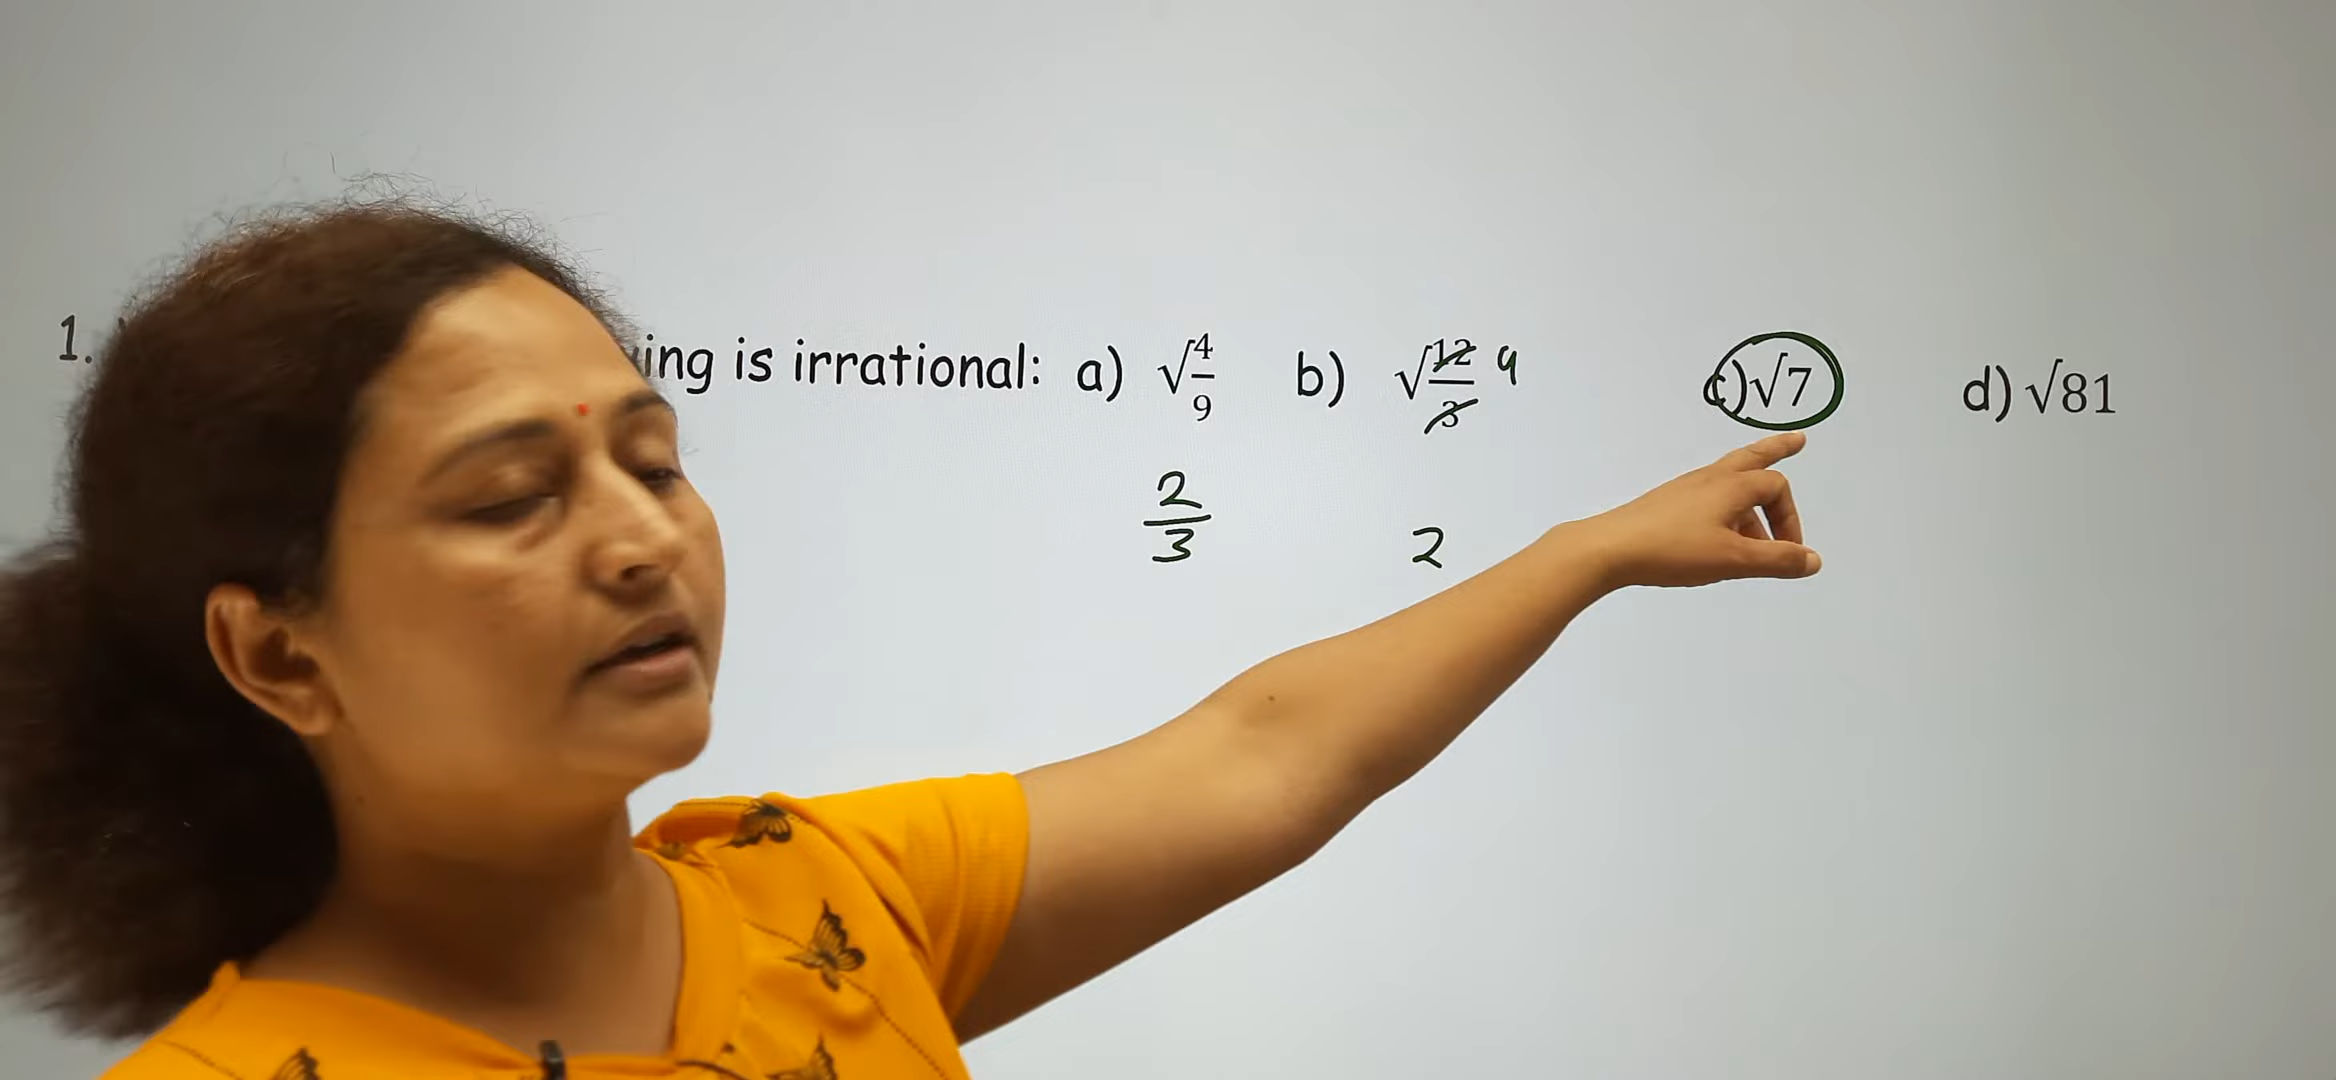 1. ing is irrational: a) √4/9 b) √12/3 4 c) √7 d) √81
2/3 2